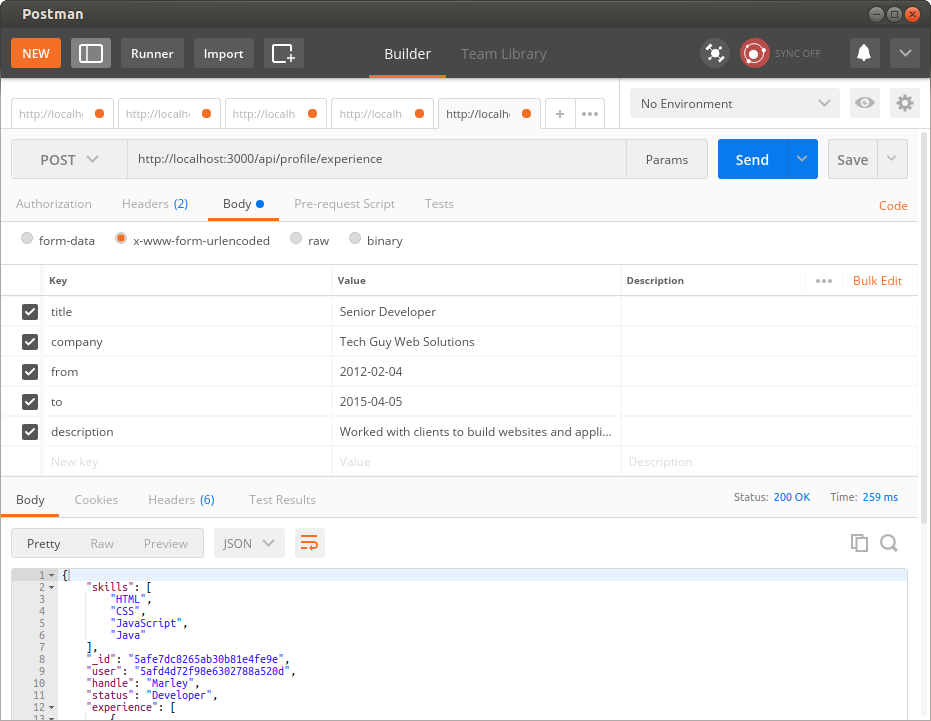 Postman
NEW Runner Import Builder Team Library SYNC OFF
http://localh http://localh http://localh http://localh http://localh + ••• No Environment
POST http://localhost:3000/api/profile/experience Params Send Save
Authorization Headers (2) Body Pre-request Script Tests Code
form-data x-www-form-urlencoded raw binary
Key Value Description ••• Bulk Edit
title Senior Developer
company Tech Guy Web Solutions
from 2012-02-04
to 2015-04-05
description Worked with clients to build websites and appli...
New key Value Description
Body Cookies Headers (6) Test Results Status: 200 OK Time: 259 ms
Pretty Raw Preview JSON
1 {
2 "skills": [
3 "HTML",
4 "CSS",
5 "JavaScript",
6 "Java"
7 ],
8 "_id": "5afe7dc8265ab30b81e4fe9e",
9 "user": "5afd4d72f98e6302788a520d",
10 "handle": "Marley",
11 "status": "Developer",
12 "experience": [
13 {